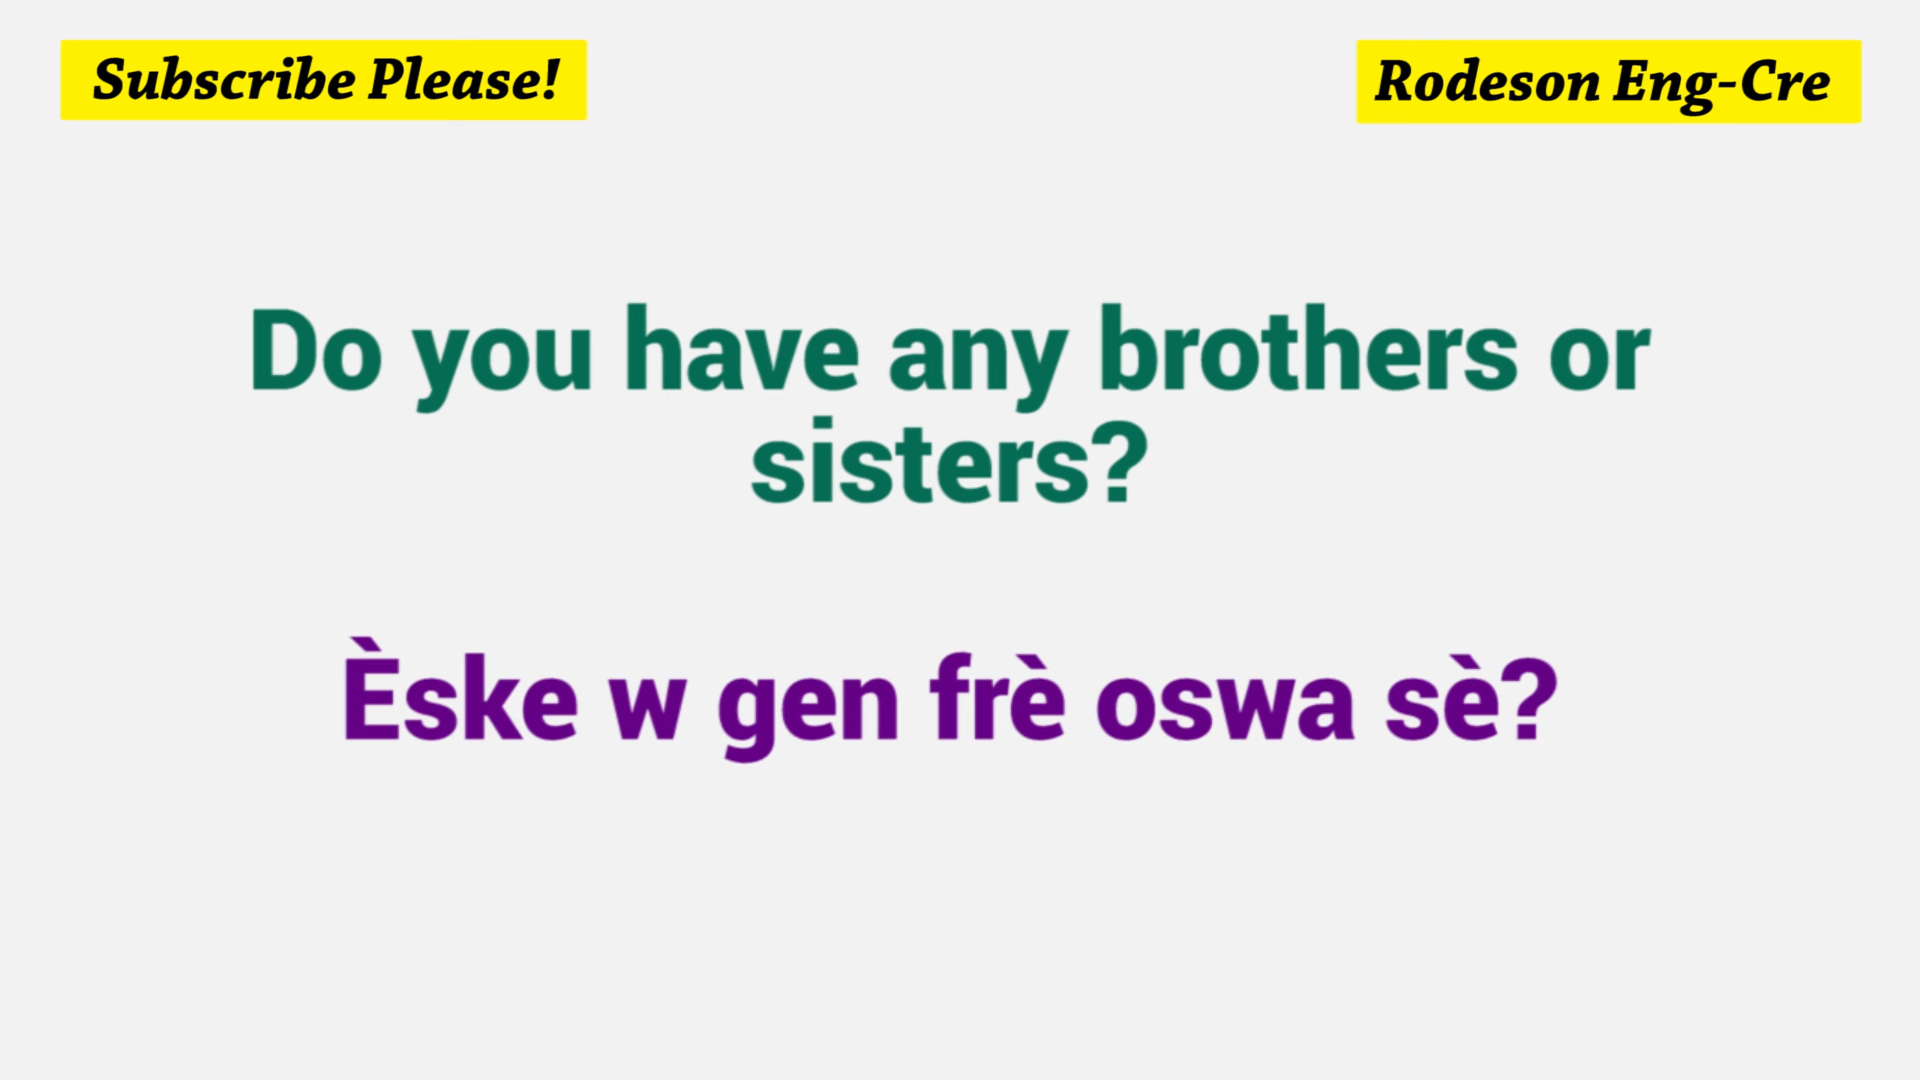 Subscribe Please!
Rodeson Eng-Cre
Do you have any brothers or
sisters?
Èske w gen frè oswa sè?